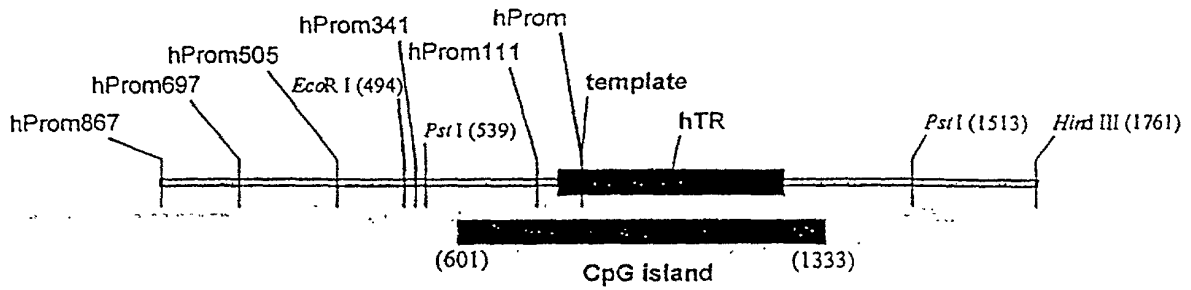 hProm
hProm341
hProm111
hProm505
EcoR I (494)
template
hProm697
hProm867
Pst I (539)
hTR
Pst I (1513)
Hind III (1761)
(601)
(1333)
CpG island